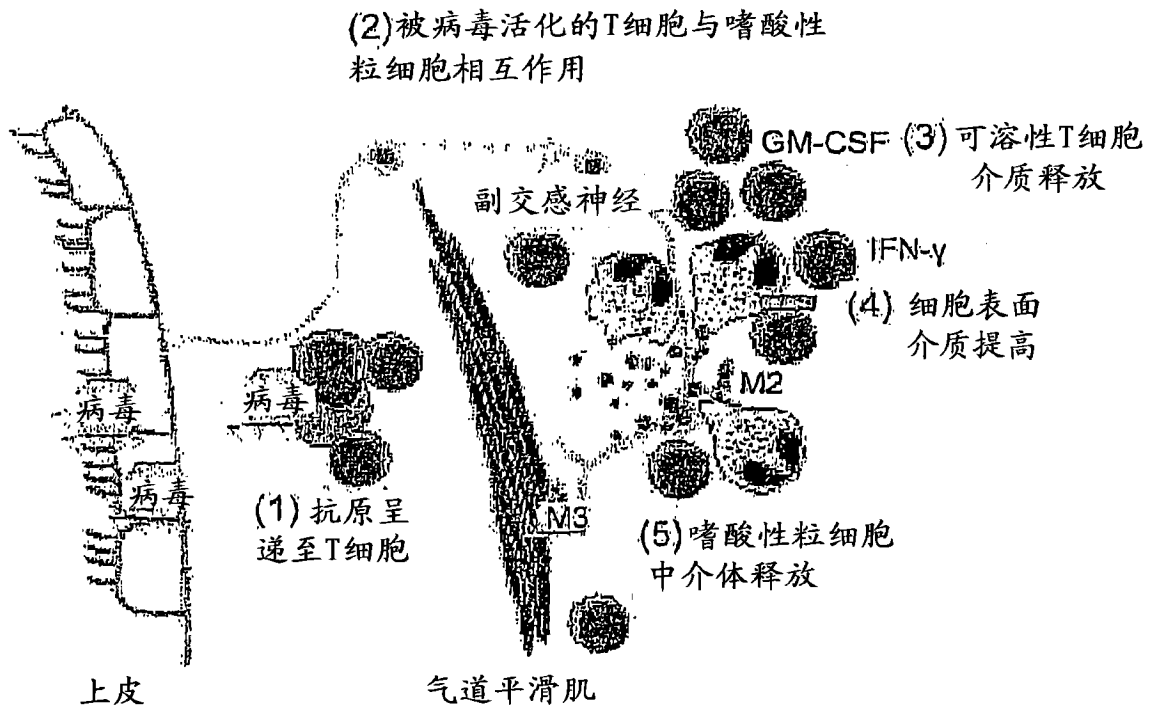 (2)被病毒活化的T细胞与嗜酸性
粒细胞相互作用
GM-CSF (3)可溶性T细胞
介质释放
副交感神经
IFN-γ
(4) 细胞表面
介质提高
M2
病毒
病毒
病毒
(1)抗原呈
递至T细胞
M3
(5)嗜酸性粒细胞
中介体释放
上皮
气道平滑肌